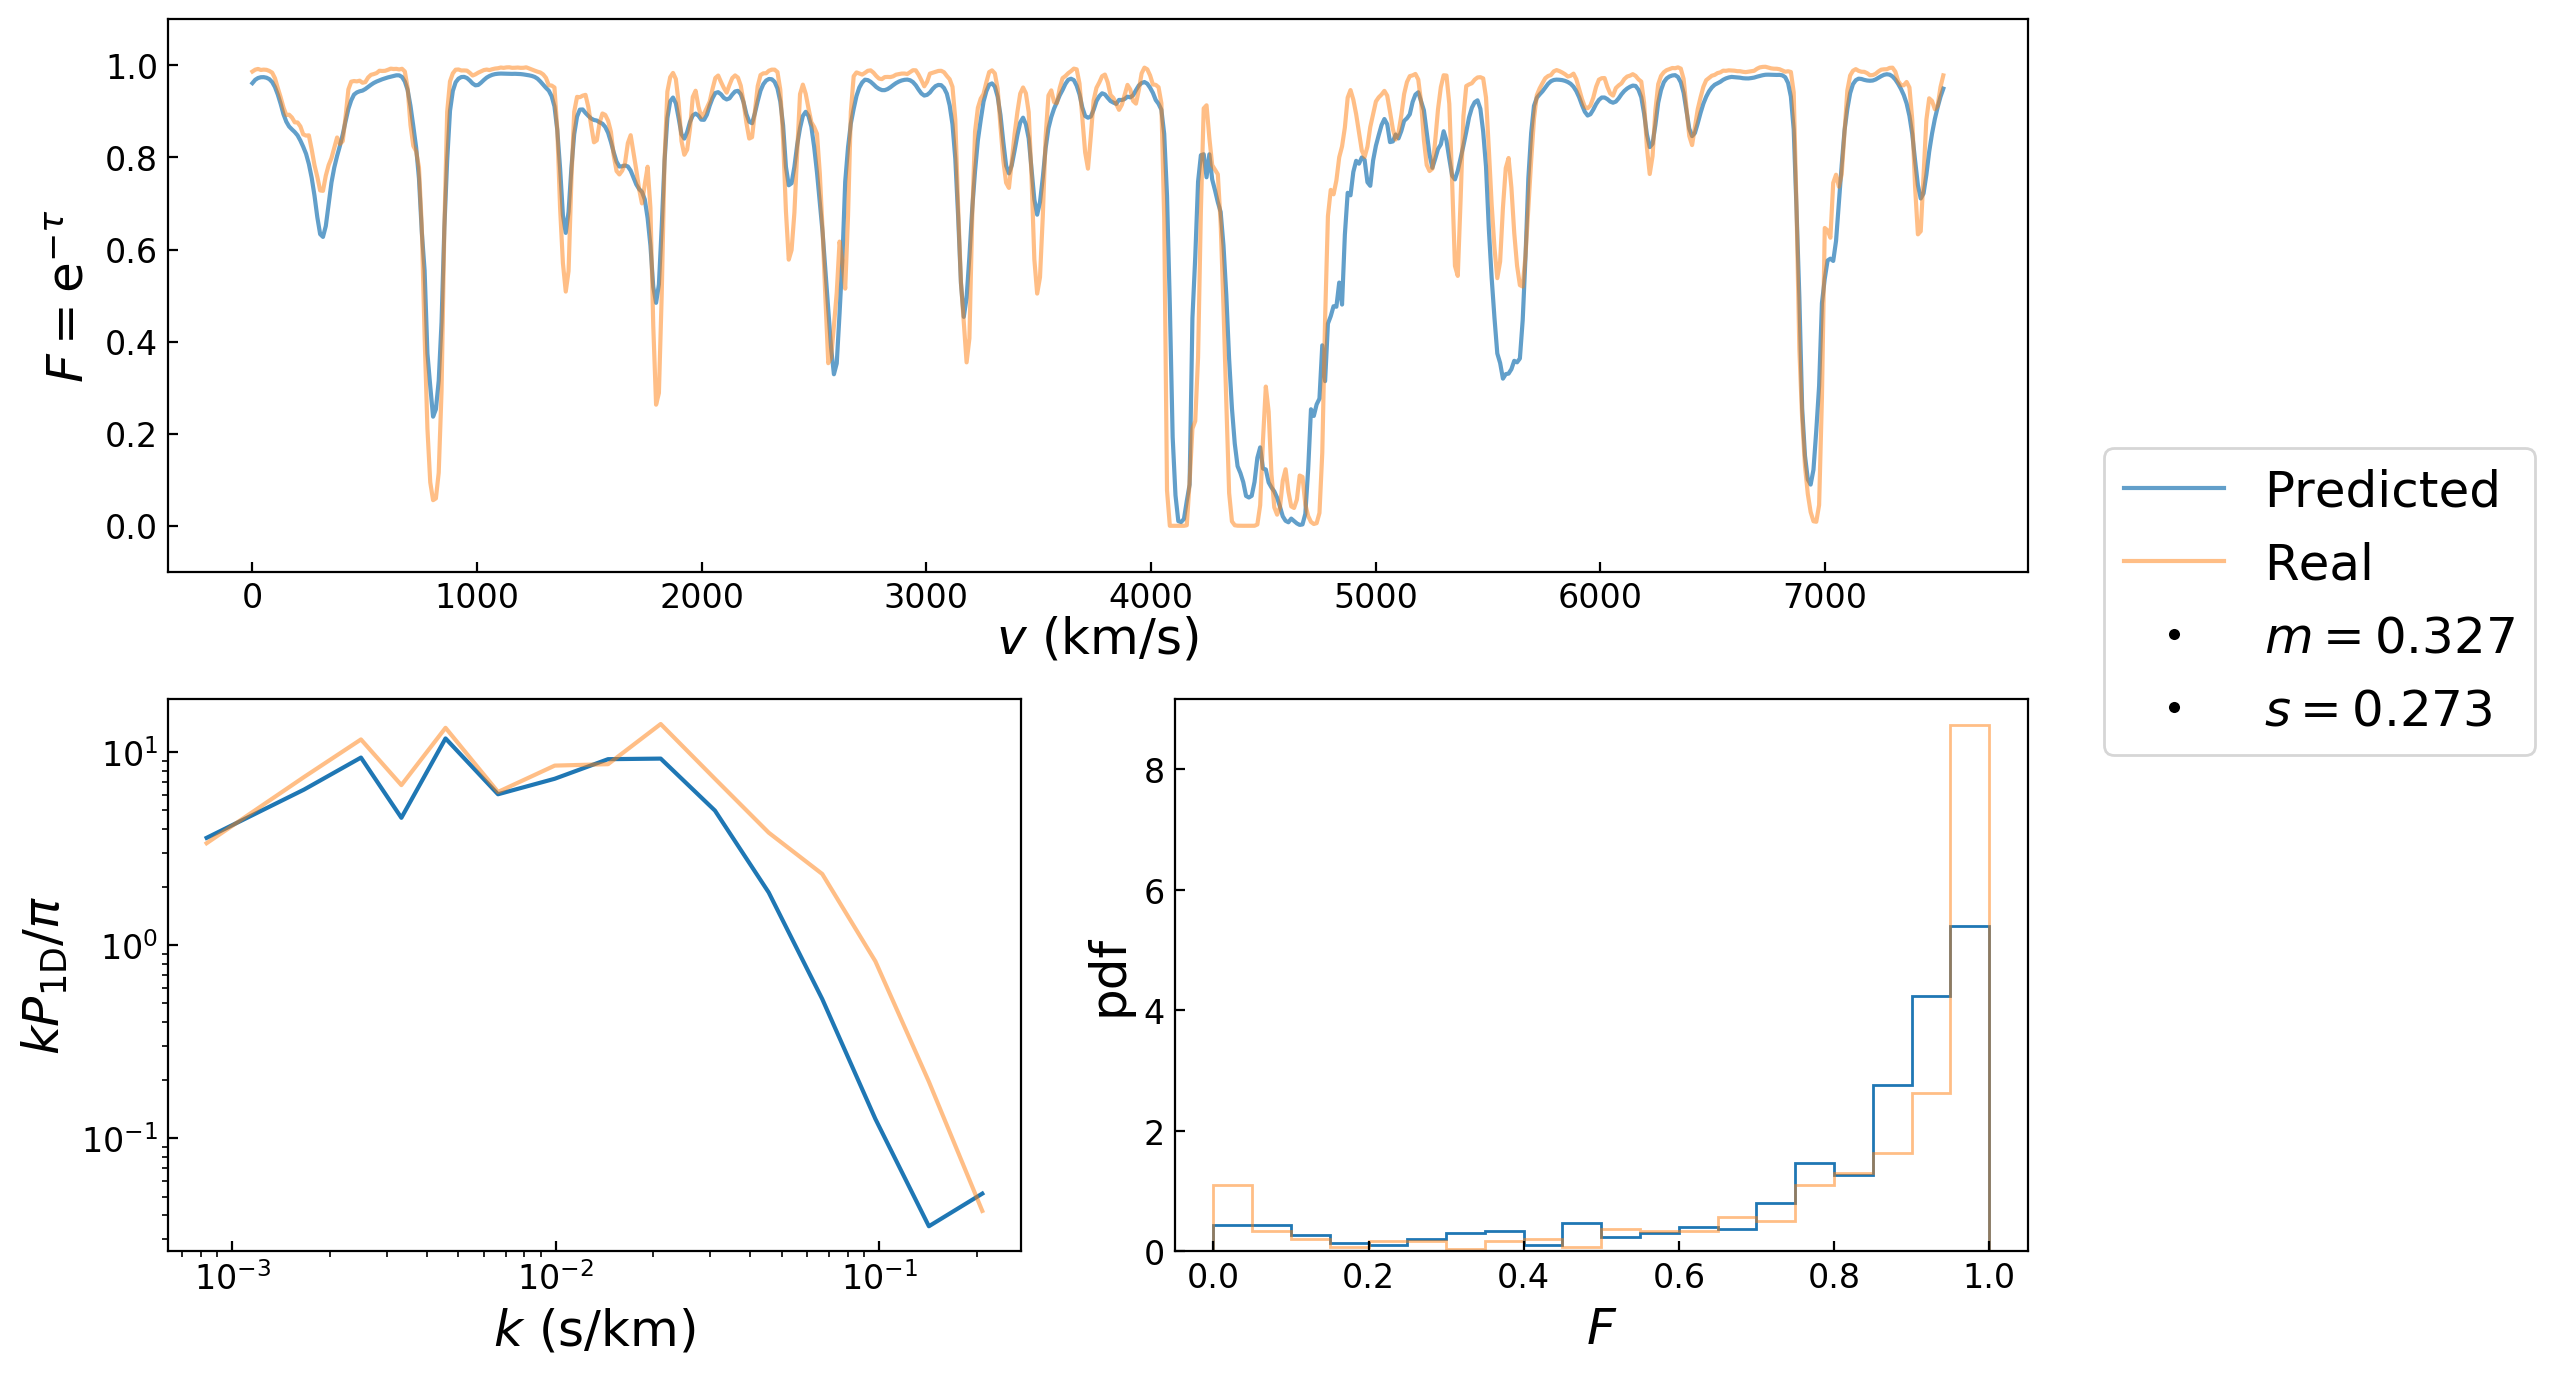 F = e^{−τ}
1.0
0.8
0.6
0.4
0.2
0.0
0 1000 2000 3000 4000 5000 6000 7000
v (km/s)
Predicted
Real
m = 0.327
s = 0.273
kP_{1D}/π
10^{1}
10^{0}
10^{−1}
10^{−3} 10^{−2} 10^{−1}
k (s/km)
pdf
8
6
4
2
0
0.0 0.2 0.4 0.6 0.8 1.0
F